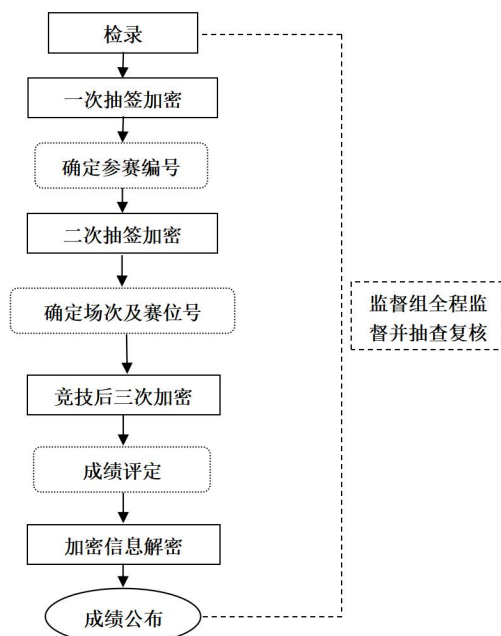 检录
一次抽签加密
确定参赛编号
二次抽签加密
确定场次及赛位号
监督组全程监
督并抽查复核
竞技后三次加密
成绩评定
加密信息解密
成绩公布